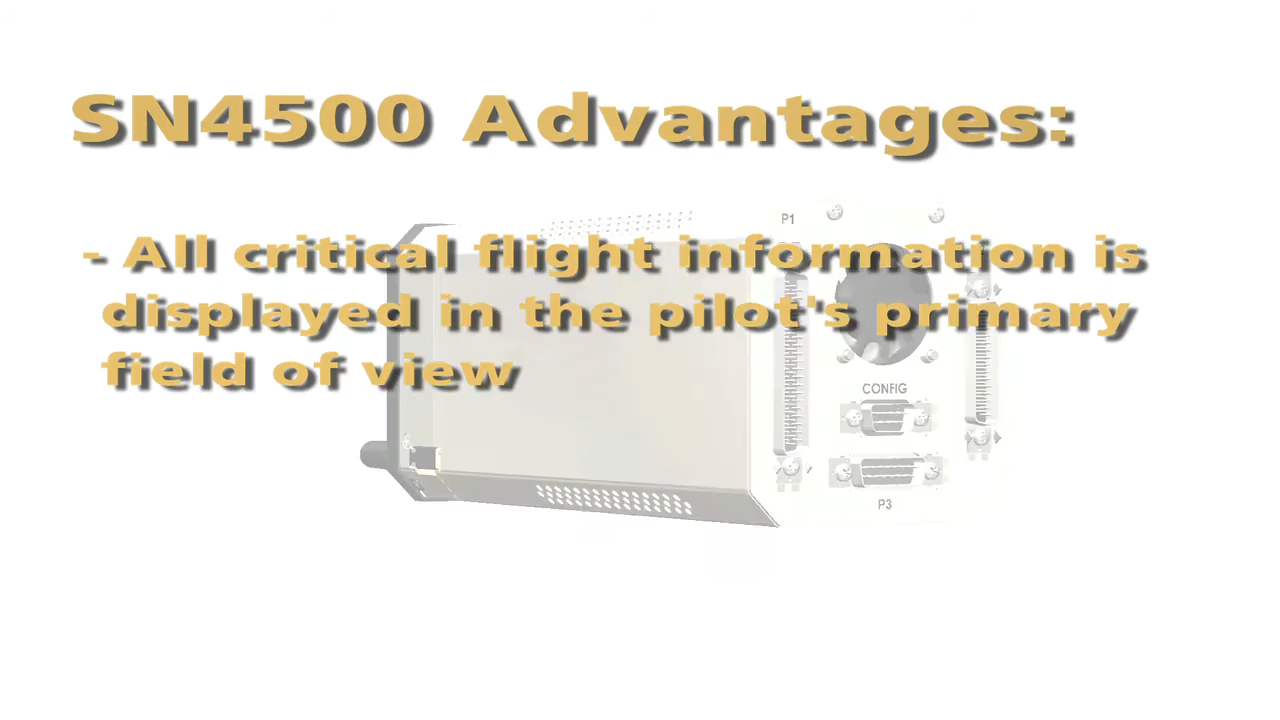 SN4500 Advantages:
- All critical flight information is
displayed in the pilot's primary
field of view
P1
CONFIG
P3